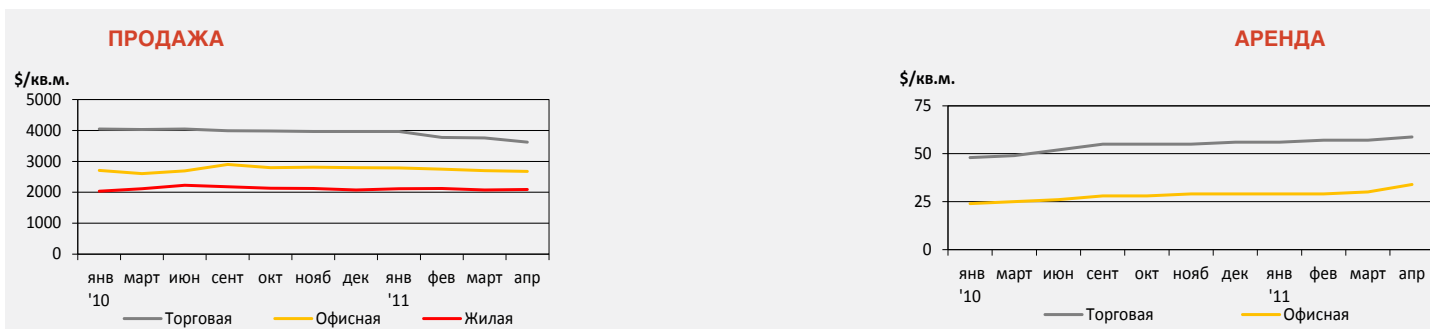 ПРОДАЖА
$/кв.м.
5000
4000
3000
2000
1000
0
янв март июн сент окт нояб дек янв фев март апр
'10 '11
Торговая Офисная Жилая
АРЕНДА
$/кв.м.
75
50
25
0
янв март июн сент окт нояб дек янв фев март апр
'10 '11
Торговая Офисная